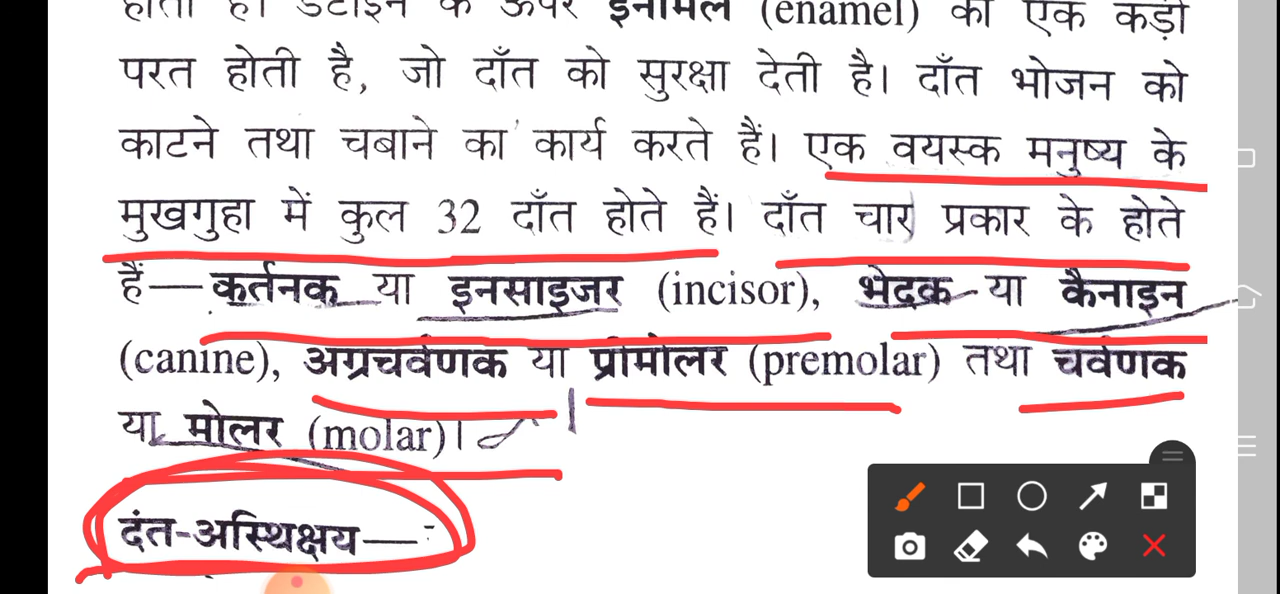 होती है। डेंटाइन के ऊपर इनामेल (enamel) की एक कड़ी
परत होती है, जो दाँत को सुरक्षा देती है। दाँत भोजन को
काटने तथा चबाने का कार्य करते हैं। एक वयस्क मनुष्य के
मुखगुहा में कुल 32 दाँत होते हैं। दाँत चार प्रकार के होते
हैं—कर्तनक या इनसाइजर (incisor), भेदक या कैनाइन
(canine), अग्रचर्वणक या प्रीमोलर (premolar) तथा चर्वणक
या मोलर (molar)।
दंत-अस्थिक्षय—